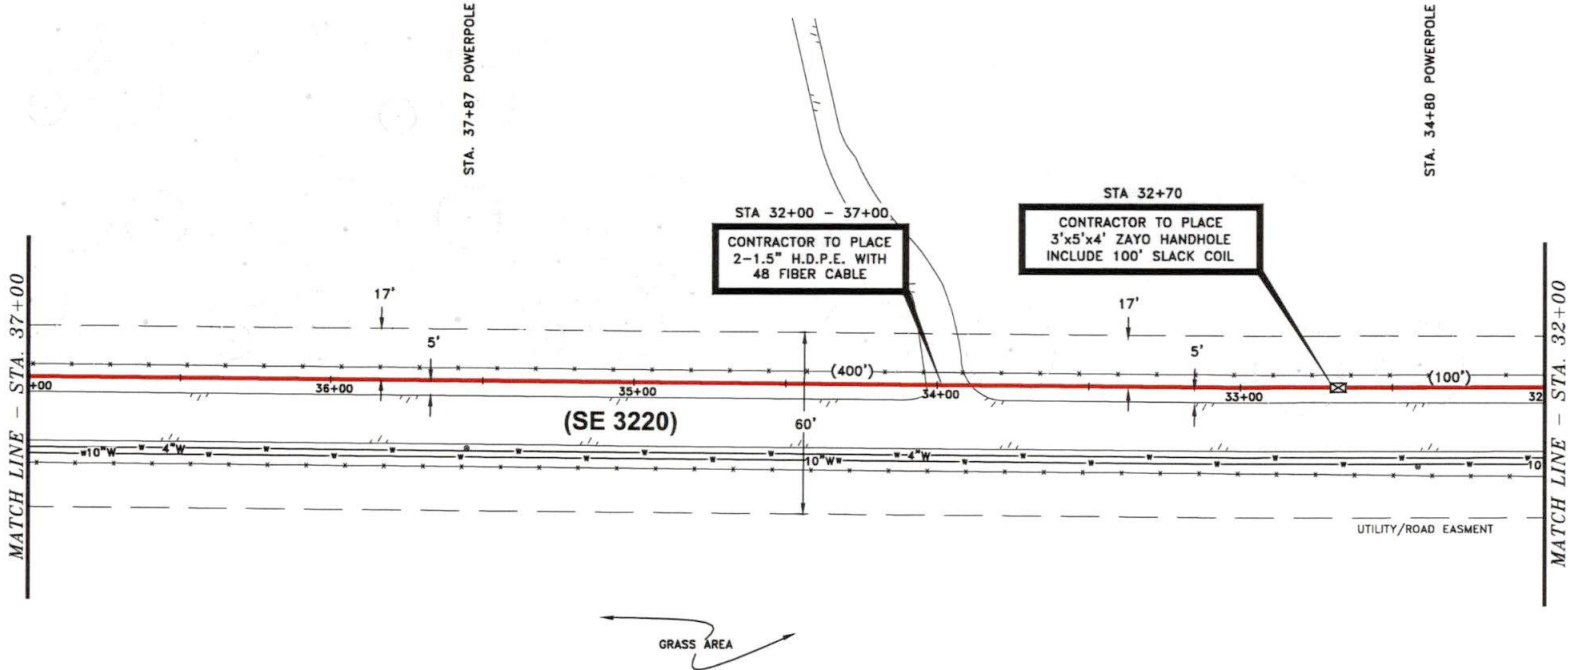 STA. 37+87 POWERPOLE
STA. 34+80 POWERPOLE
STA 32+00 - 37+00
CONTRACTOR TO PLACE
2-1.5" H.D.P.E. WITH
48 FIBER CABLE
STA 32+70
CONTRACTOR TO PLACE
3'x5'x4' ZAYO HANDHOLE
INCLUDE 100' SLACK COIL
MATCH LINE - STA. 37+00
MATCH LINE - STA. 32+00
17'
17'
5'
5'
(400')
(100')
+00
36+00
35+00
34+00
33+00
32
(SE 3220)
60'
10"W
4"W
10"W
4"W
10
UTILITY/ROAD EASMENT
GRASS AREA